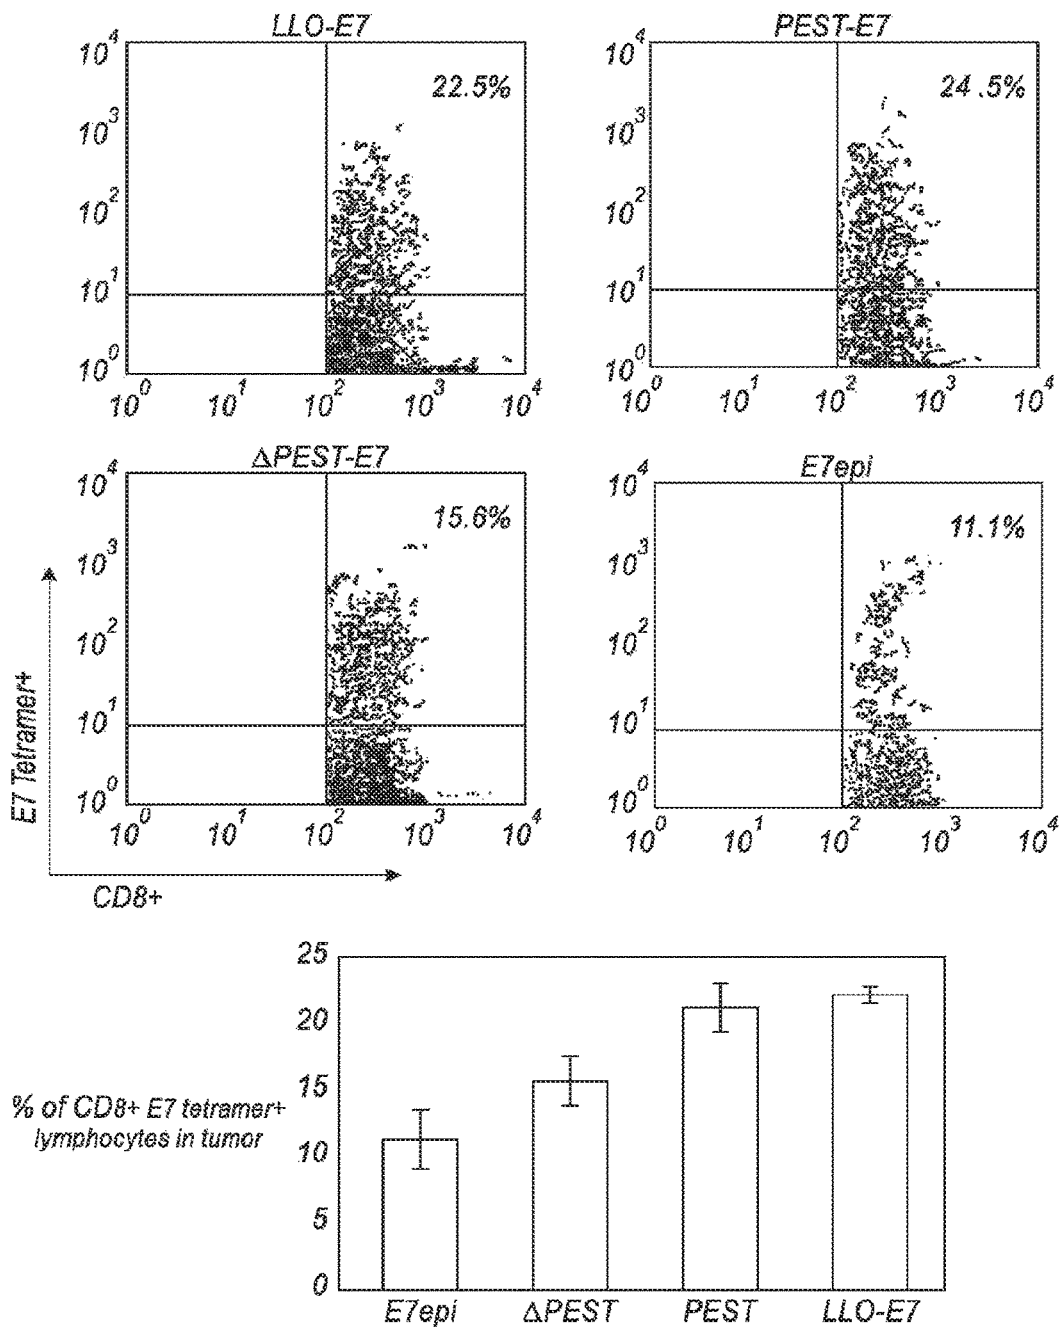 LLO-E7
10^4
22.5%
10^3
10^2
10^1
10^0
10^0 10^1 10^2 10^3 10^4
PEST-E7
10^4
24 .5%
10^3
10^2
10^1
10^0
10^0 10^1 10^2 10^3 10^4
ΔPEST-E7
10^4
15.6%
10^3
10^2
10^1
10^0
10^0 10^1 10^2 10^3 10^4
E7epi
10^4
11.1%
10^3
10^2
10^1
10^0
10^0 10^1 10^2 10^3 10^4
E7 Tetramer+
CD8+
25
20
15
10
5
0
% of CD8+ E7 tetramer+
lymphocytes in tumor
E7epi ΔPEST PEST LLO-E7